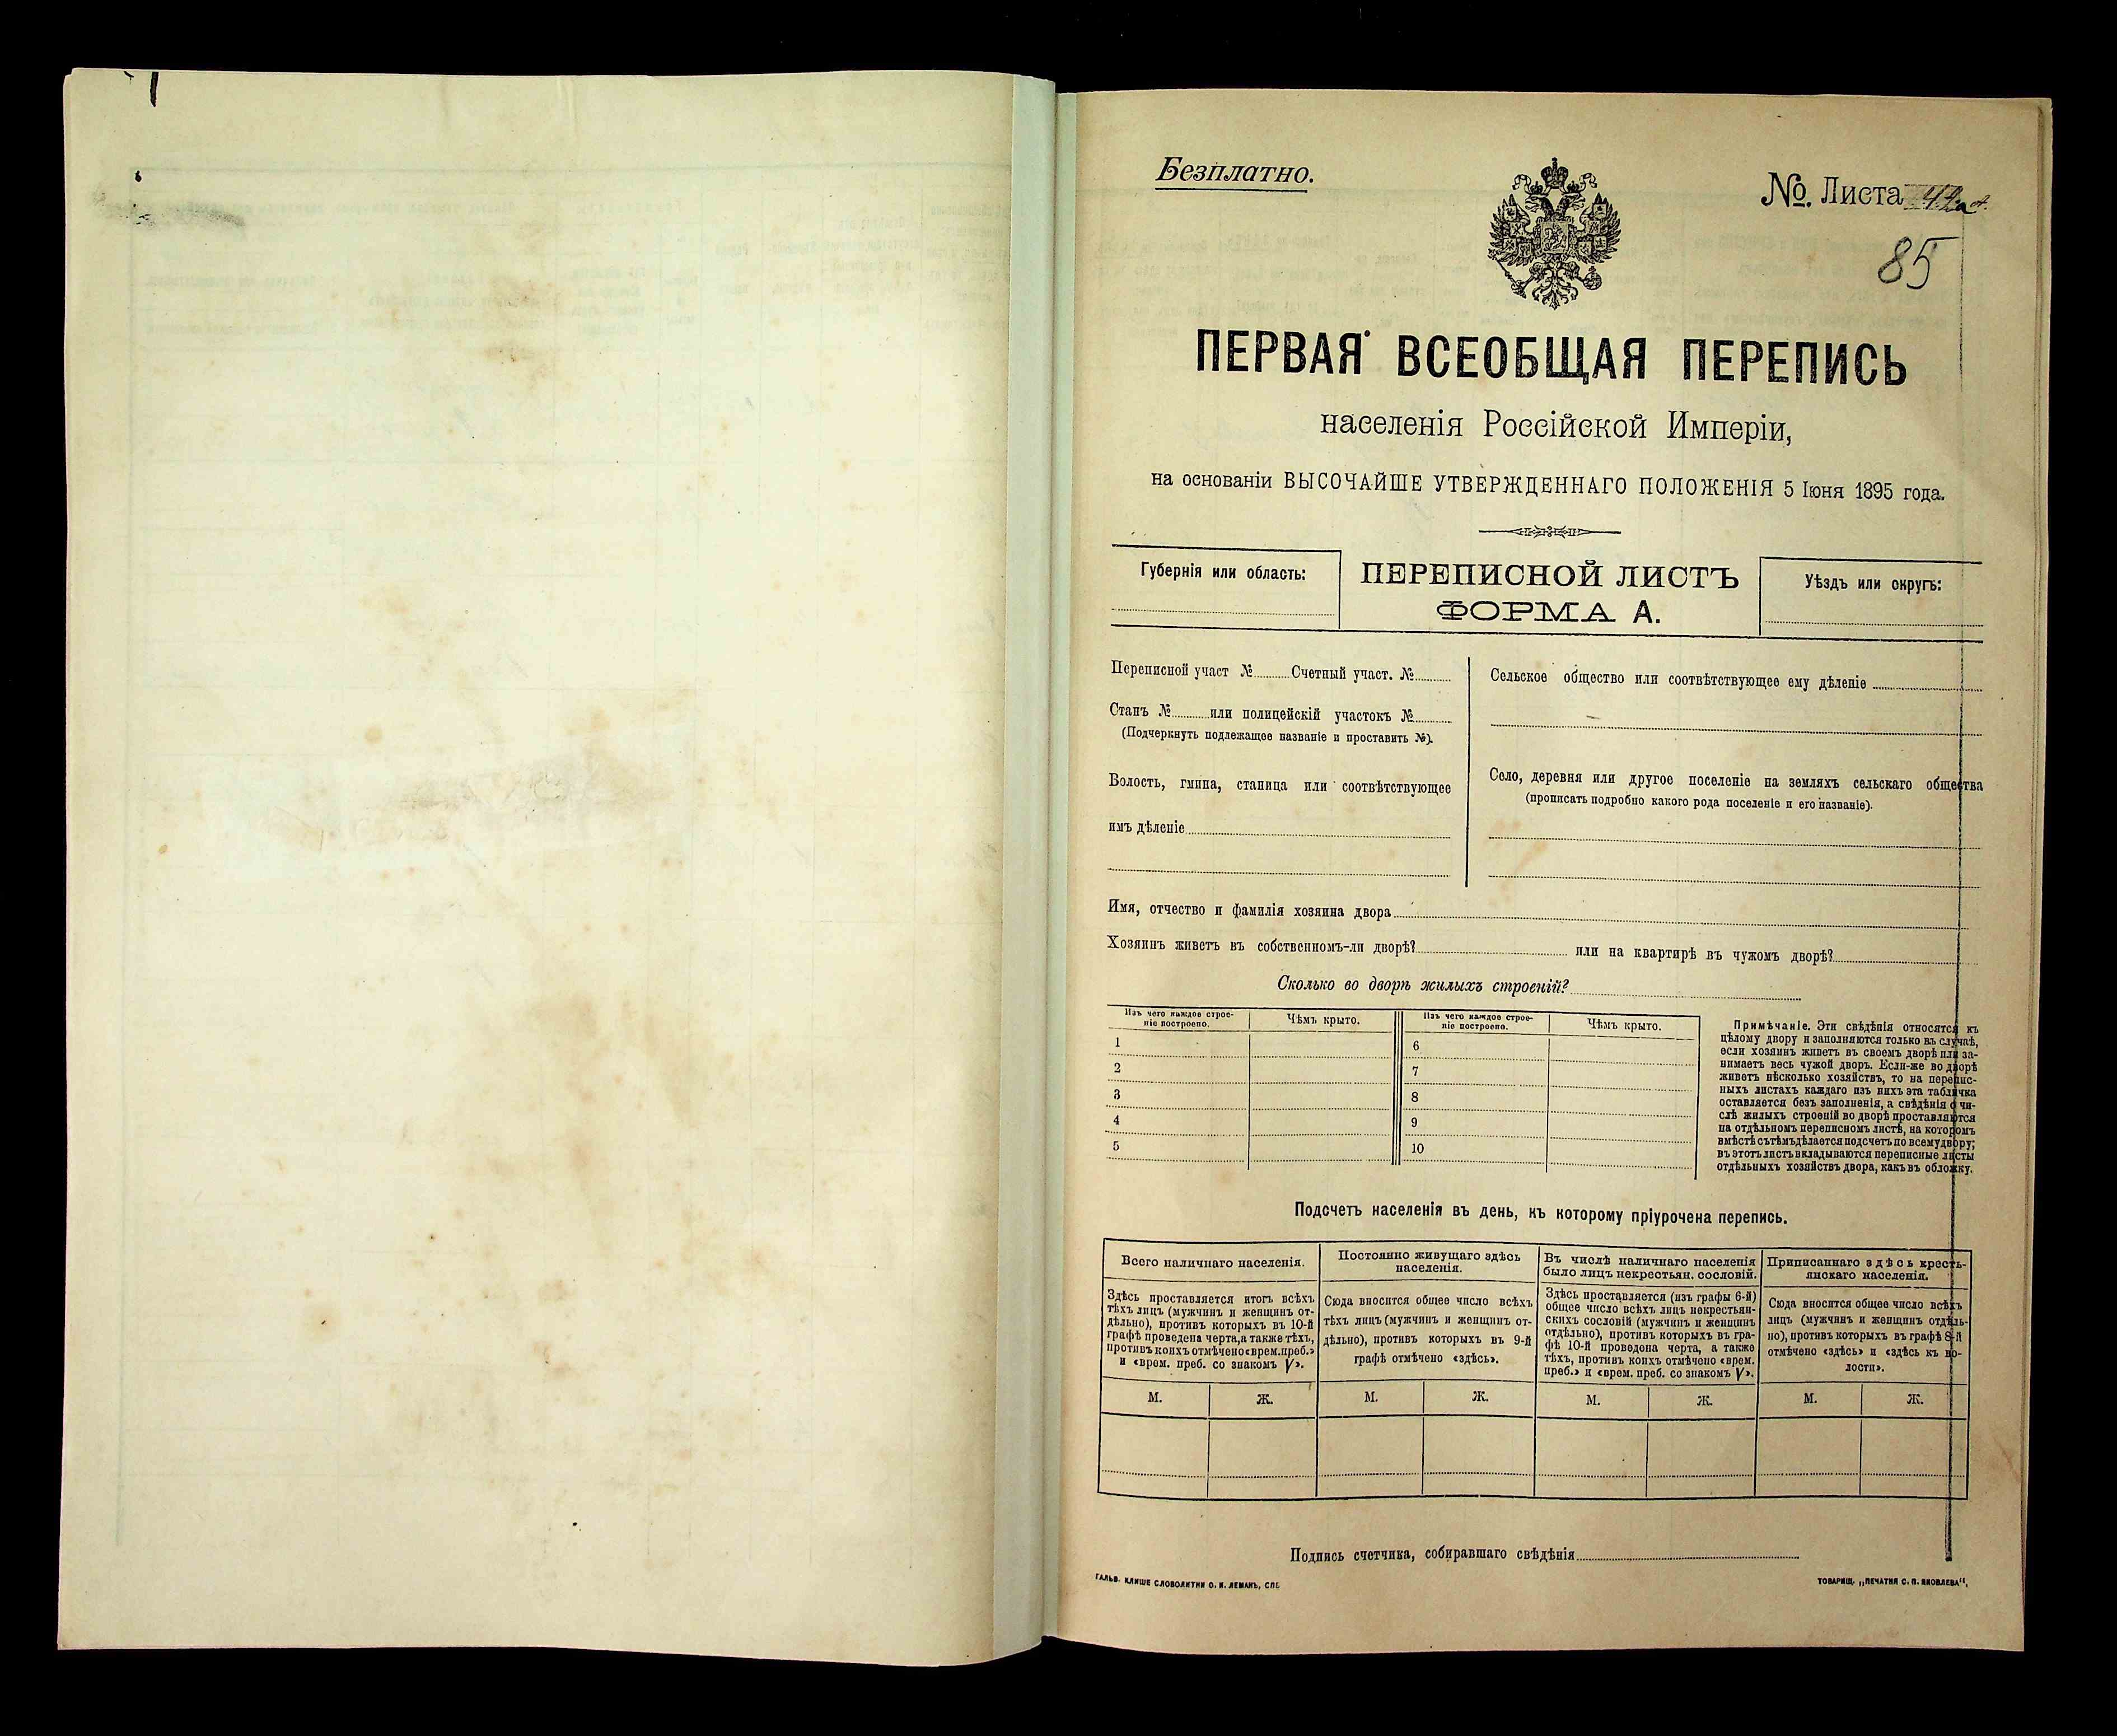 Безплатно.
№. Листа
85
ПЕРВАЯ ВСЕОБЩАЯ ПЕРЕПИСЬ
населенія Россійской Имперіи,
на основаніи ВЫСОЧАЙШЕ УТВЕРЖДЕННАГО ПОЛОЖЕНІЯ 5 Іюня 1895 года.
Губернія или область:
ПЕРЕПИСНОЙ ЛИСТЪ
ФОРМА А.
Уѣздъ или округъ:
Переписной участ № Счетный участ. №
Станъ № или полицейскій участокъ №
(Подчеркнуть подлежащее названіе и проставить №).
Волость, гмина, станица или соотвѣтствующее
имъ дѣленіе
Сельское общество или соотвѣтствующее ему дѣленіе
Село, деревня или другое поселеніе на земляхъ сельскаго общества
(прописать подробно какого рода поселеніе и его названіе).
Имя, отчество и фамилія хозяина двора
Хозяинъ живетъ въ собственномъ-ли дворѣ? или на квартирѣ въ чужомъ дворѣ?
Сколько во дворѣ жилыхъ строеній?
Изъ чего каждое строе-
ніе построено.
Чѣмъ крыто.
1
2
3
4
5
Изъ чего каждое строе-
ніе построено.
Чѣмъ крыто.
6
7
8
9
10
Примѣчаніе. Эти свѣдѣнія относятся къ
цѣлому двору и заполняются только въ случаѣ,
если хозяинъ живетъ въ своемъ дворѣ или за-
нимаетъ весь чужой дворъ. Если-же во дворѣ
живетъ нѣсколько хозяйствъ, то на перепис-
ныхъ листахъ каждаго изъ нихъ эта табличка
оставляется безъ заполненія, а свѣдѣнія о чи-
слѣ жилыхъ строеній во дворѣ проставляются
на отдѣльномъ переписномъ листѣ, на которомъ
вмѣстѣ съ тѣмъ дѣлается подсчетъ по всему двору;
въ этотъ листъ вкладываются переписные листы
отдѣльныхъ хозяйствъ двора, какъ въ обложку.
Подсчетъ населенія въ день, къ которому пріурочена перепись.
Всего наличнаго населенія.
Здѣсь проставляется итогъ всѣхъ
тѣхъ лицъ (мужчинъ и женщинъ от-
дѣльно), противъ которыхъ въ 10-й
графѣ проведена черта, а также тѣхъ,
противъ коихъ отмѣчено «врем. преб.»
и «врем. преб. со знакомъ V».
М.
Ж.
Постоянно живущаго здѣсь
населенія.
Сюда вносится общее число всѣхъ
тѣхъ лицъ (мужчинъ и женщинъ от-
дѣльно), противъ которыхъ въ 9-й
графѣ отмѣчено «здѣсь».
М.
Ж.
Въ числѣ наличнаго населенія
было лицъ некрестьян. сословій.
Здѣсь проставляется (изъ графы 6-й)
общее число всѣхъ лицъ некрестьян-
скихъ сословій (мужчинъ и женщинъ
отдѣльно), противъ которыхъ въ гра-
фѣ 10-й проведена черта, а также
тѣхъ, противъ коихъ отмѣчено «врем.
преб.» и «врем. преб. со знакомъ V».
М.
Ж.
Приписаннаго здѣсь кресть-
янскаго населенія.
Сюда вносится общее число всѣхъ
лицъ (мужчинъ и женщинъ отдѣль-
но), противъ которыхъ въ графѣ 8-й
отмѣчено «здѣсь» и «здѣсь къ во-
лости».
М.
Ж.
Подпись счетчика, собиравшаго свѣдѣнія
ГАЛЬВ. КЛИШЕ СЛОВОЛИТНИ О. И. ЛЕМАНЪ, СПБ
ТОВАРИЩ. „ПЕЧАТНЯ С. П. ЯКОВЛЕВА“,